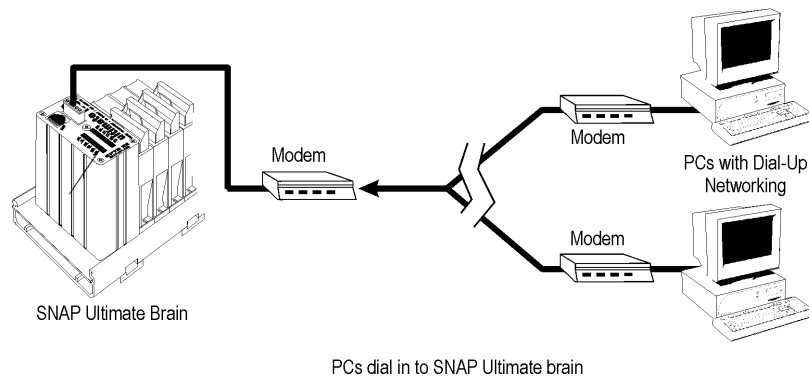 Modem
Modem
PCs with Dial-Up
Networking
Modem
SNAP Ultimate Brain
PCs dial in to SNAP Ultimate brain